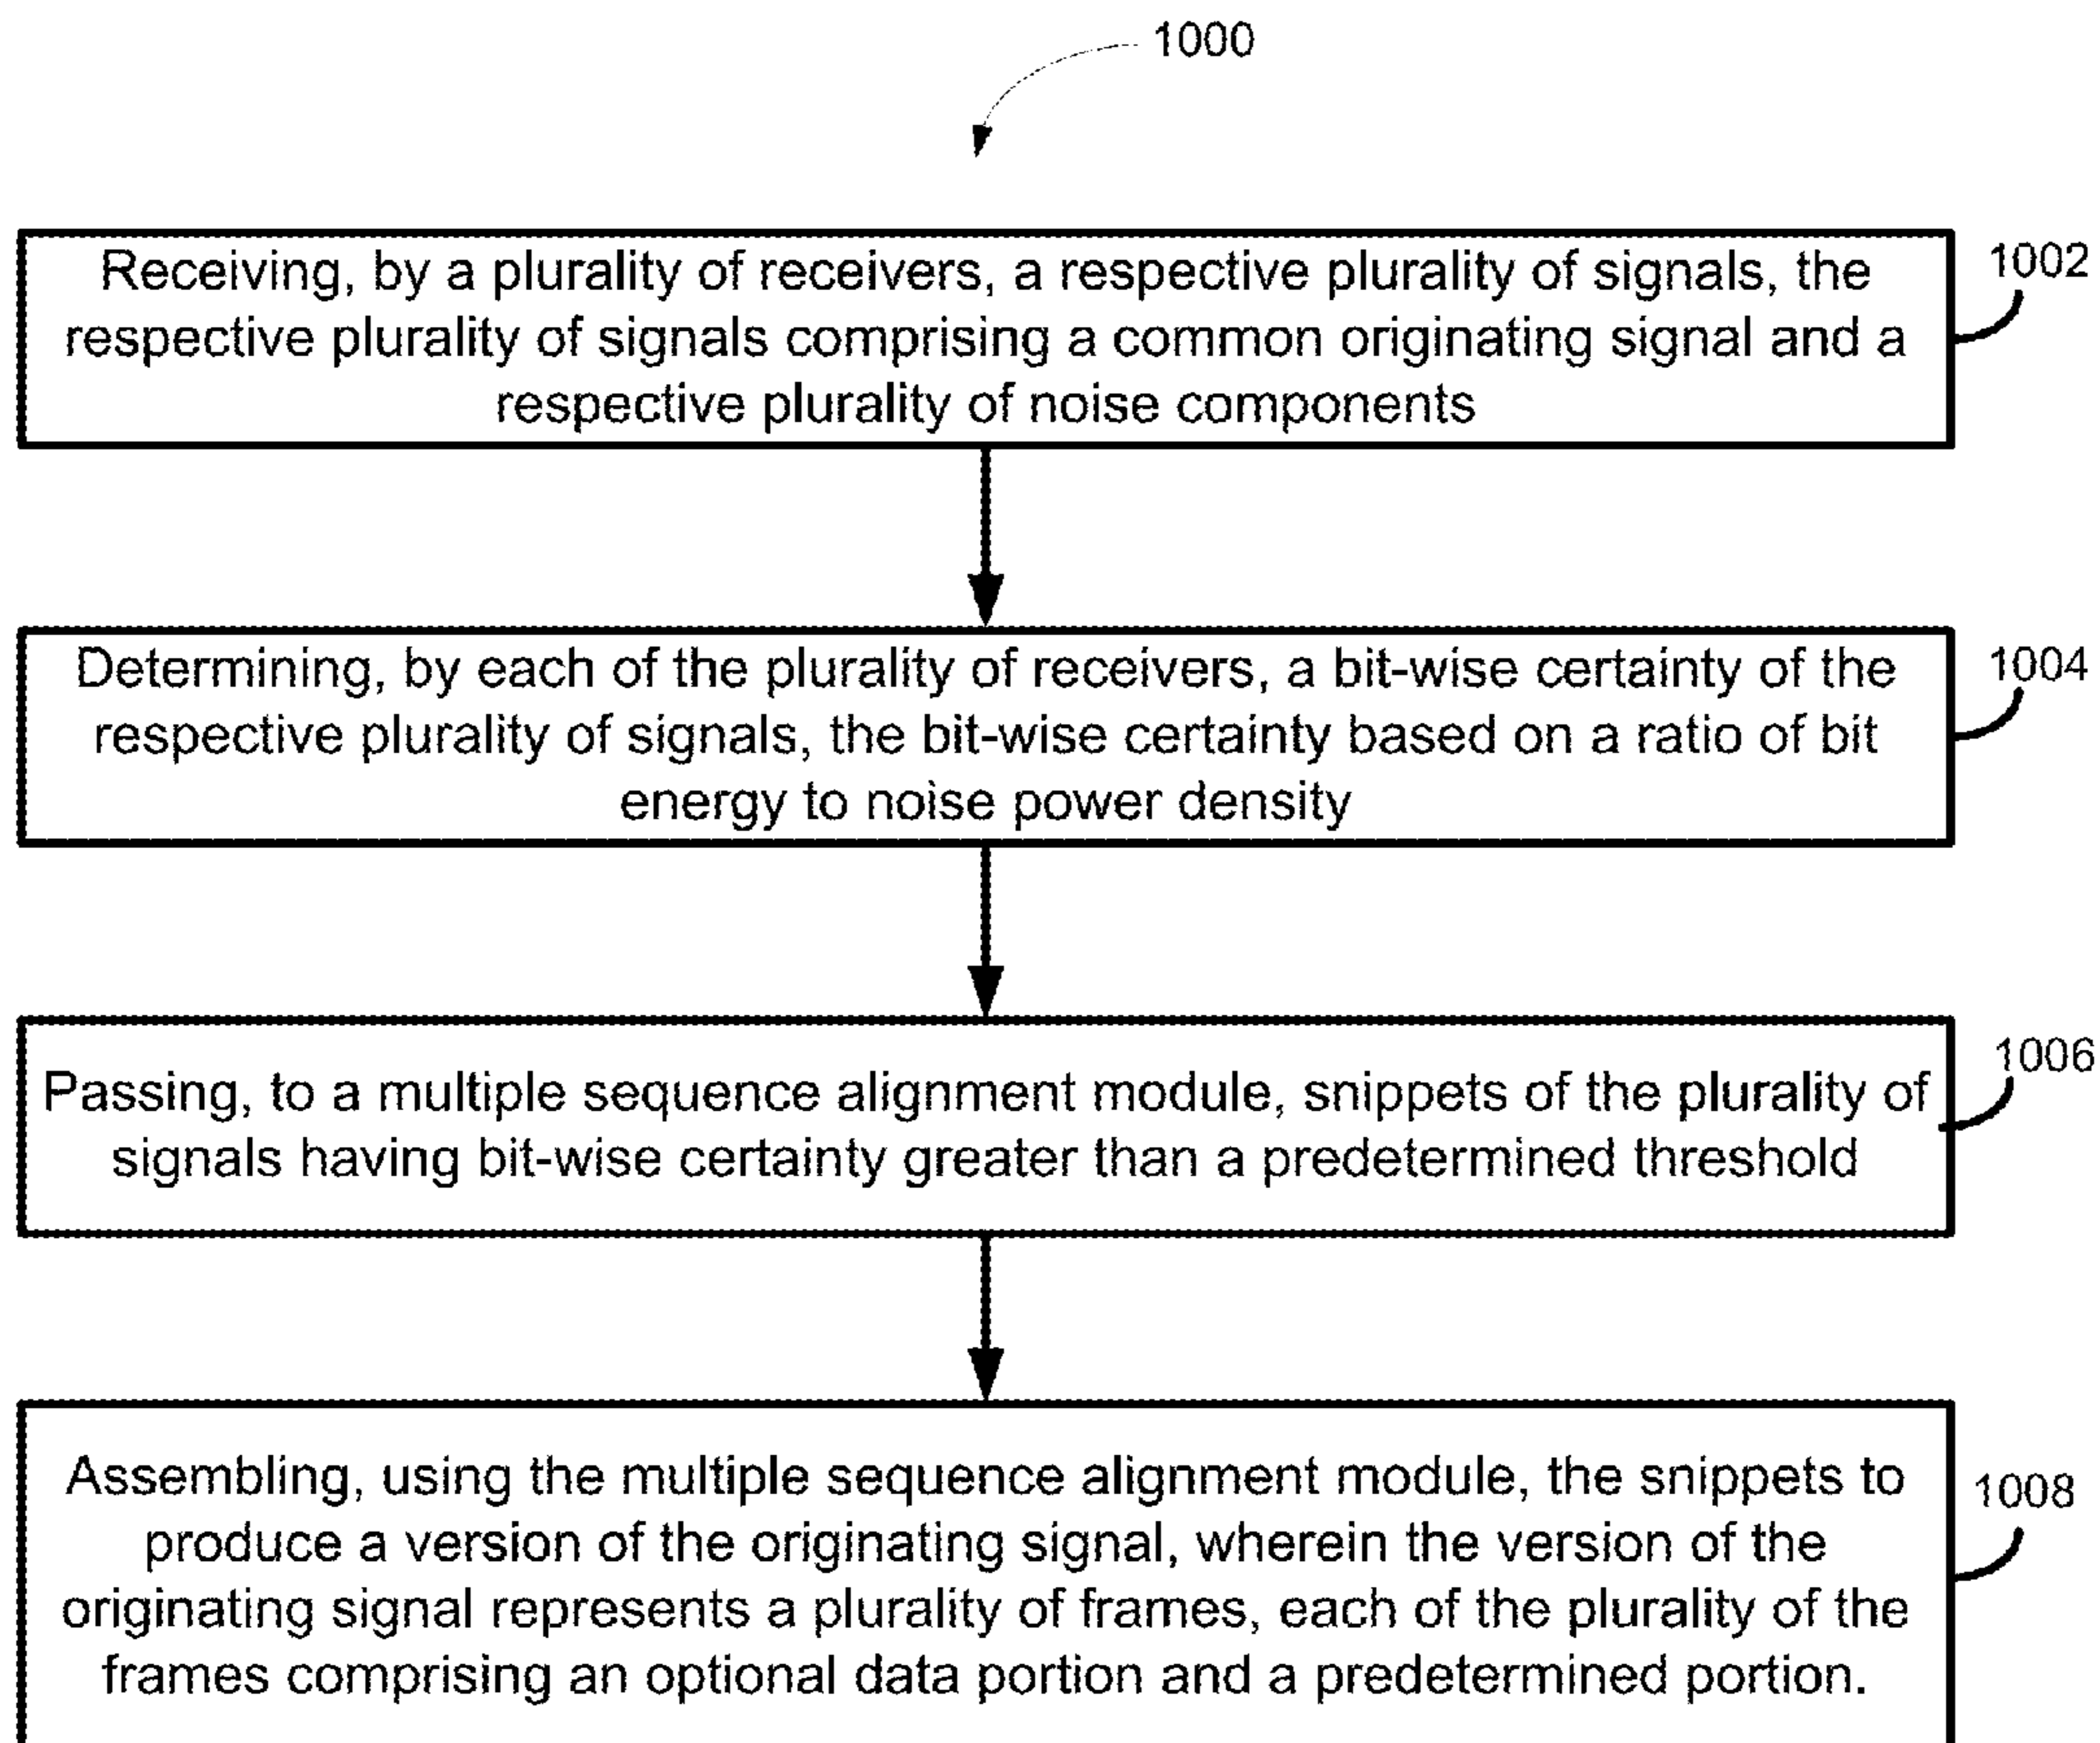 1000
Receiving, by a plurality of receivers, a respective plurality of signals, the
respective plurality of signals comprising a common originating signal and a
respective plurality of noise components
1002
Determining, by each of the plurality of receivers, a bit-wise certainty of the
respective plurality of signals, the bit-wise certainty based on a ratio of bit
energy to noise power density
1004
Passing, to a multiple sequence alignment module, snippets of the plurality of
signals having bit-wise certainty greater than a predetermined threshold
1006
Assembling, using the multiple sequence alignment module, the snippets to
produce a version of the originating signal, wherein the version of the
originating signal represents a plurality of frames, each of the plurality of the
frames comprising an optional data portion and a predetermined portion.
1008